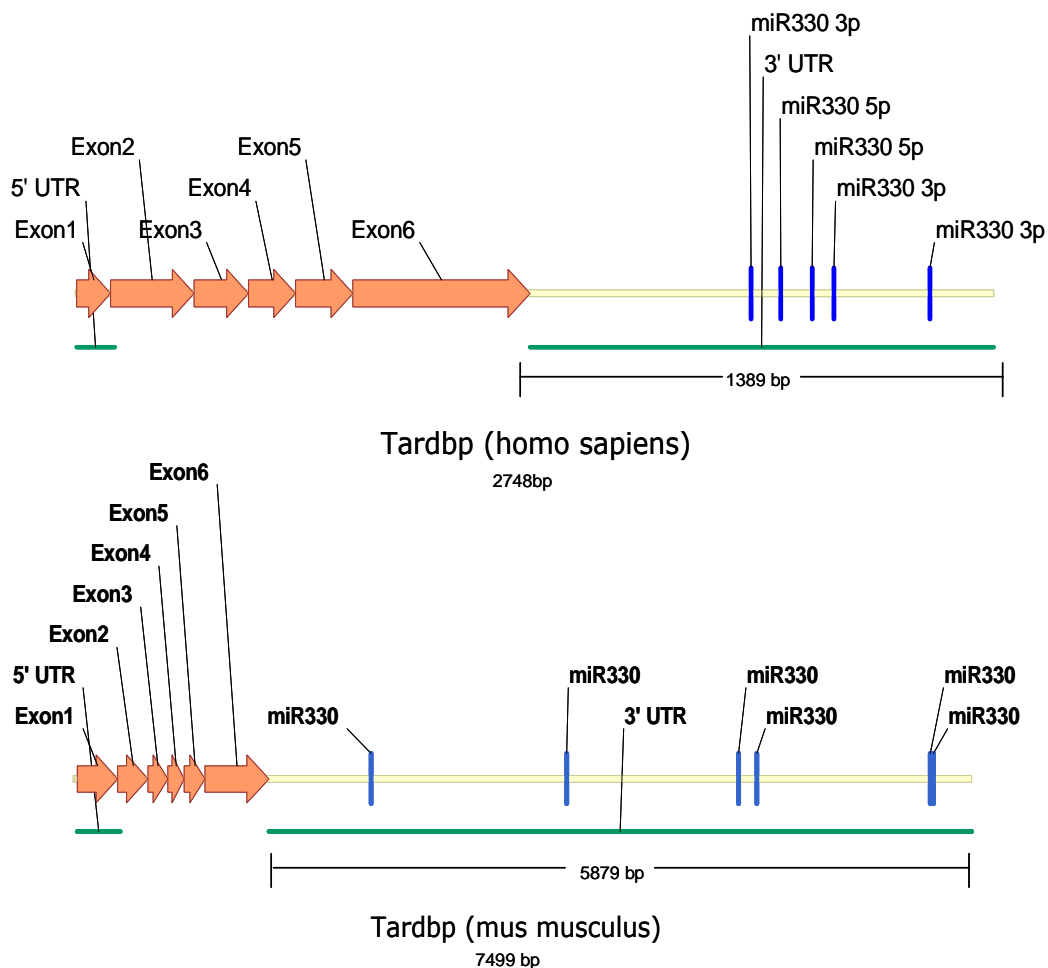 miR330 3p
3' UTR
miR330 5p
Exon2
Exon5
miR330 5p
5' UTR
Exon4
miR330 3p
Exon1
Exon3
Exon6
miR330 3p
1389 bp
Tardbp (homo sapiens)
2748bp
Exon6
Exon5
Exon4
Exon3
Exon2
5' UTR
miR330
miR330
miR330
Exon1
miR330
3' UTR
miR330
miR330
5879 bp
Tardbp (mus musculus)
7499 bp